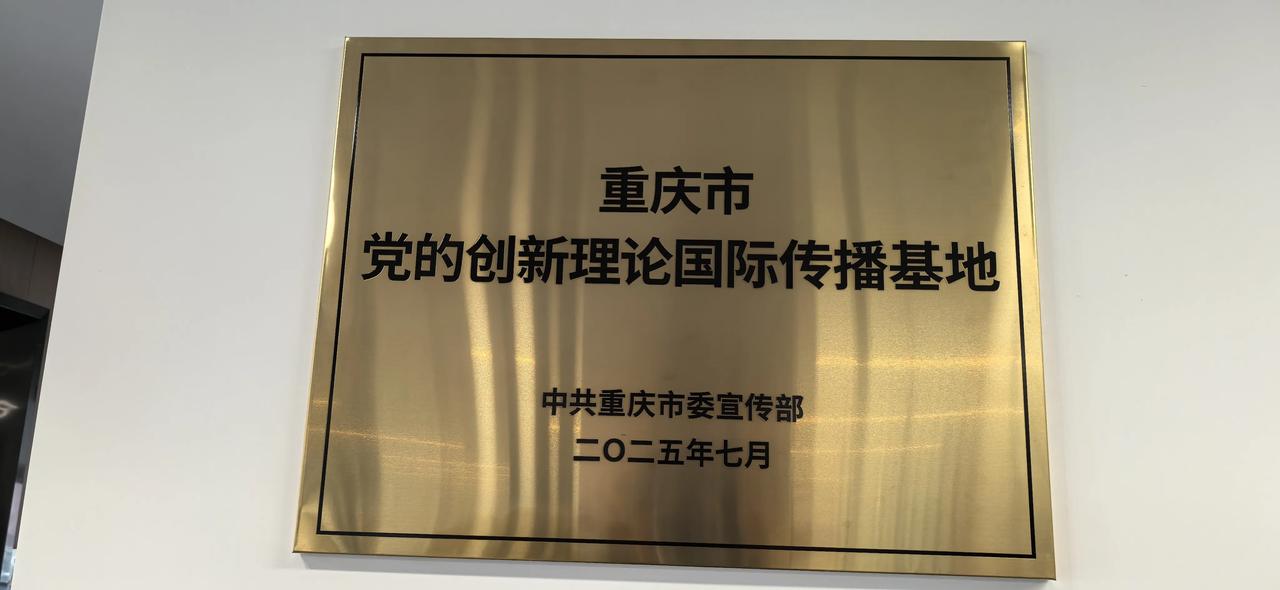 重庆市
党的创新理论国际传播基地
中共重庆市委宣传部
二〇二五年七月